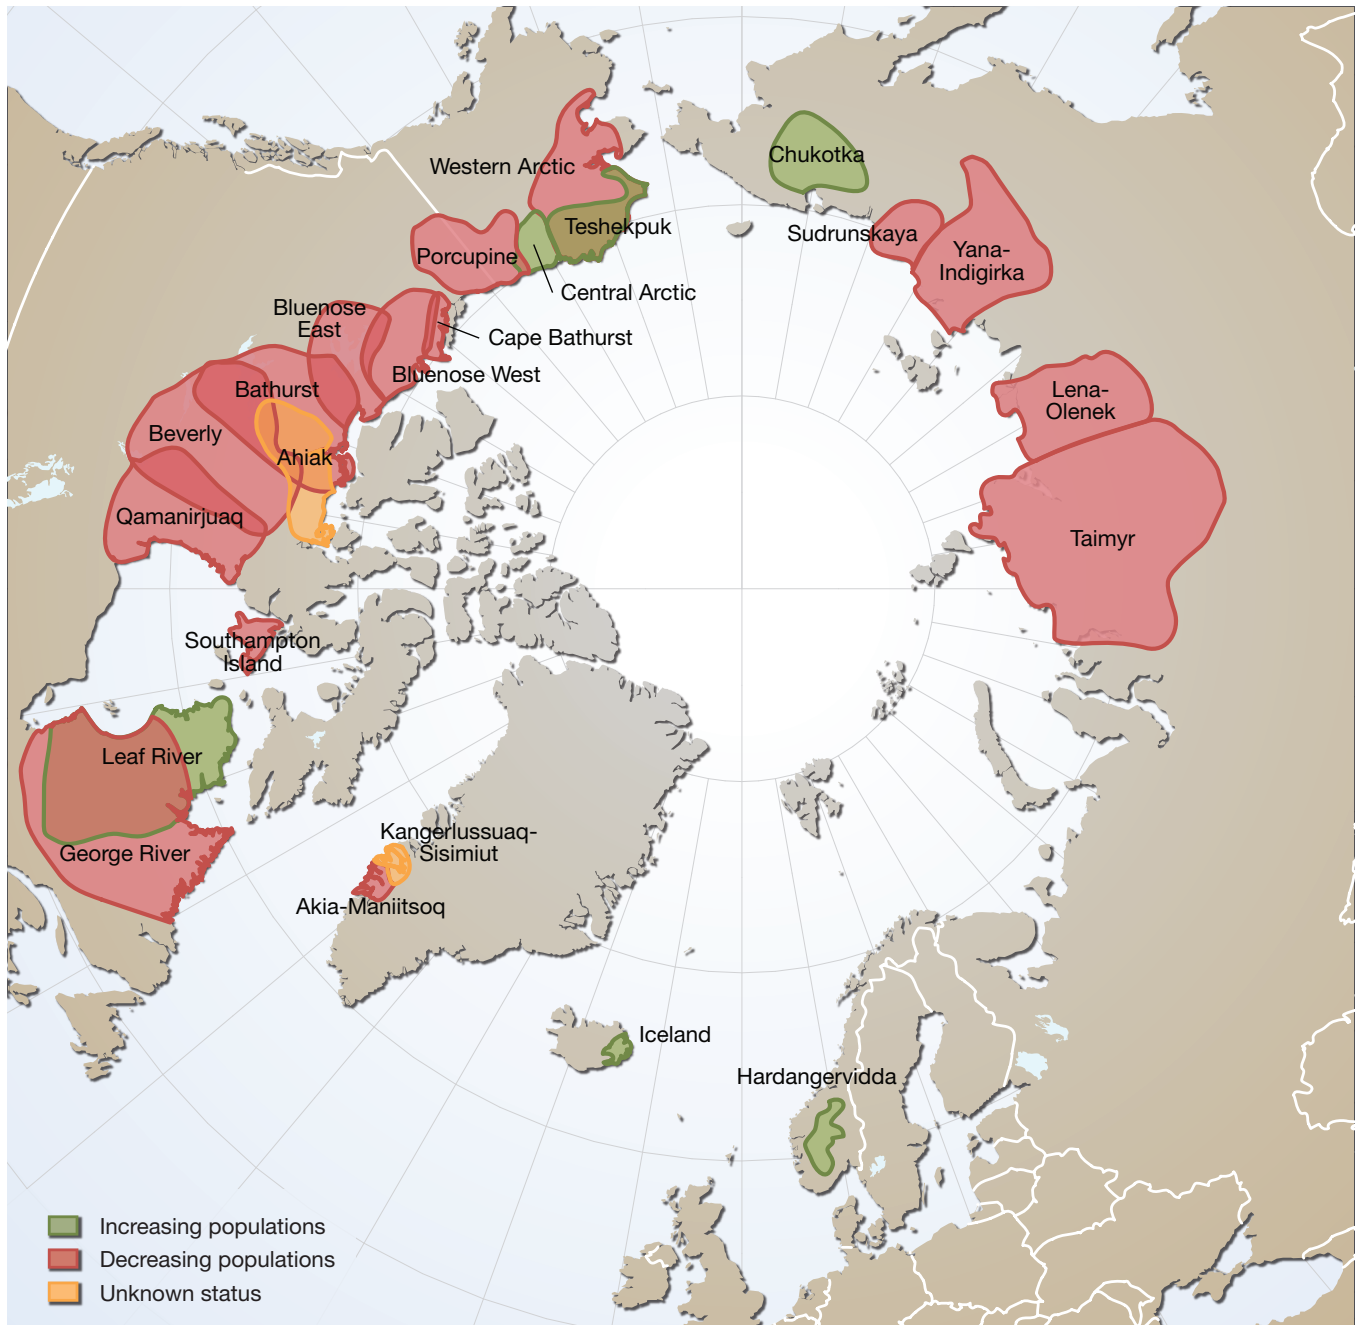 Chukotka
Western Arctic
Teshekpuk
Sudrunskaya
Porcupine
Yana-
Indigirka
Central Arctic
Bluenose
East
Cape Bathurst
Bluenose West
Bathurst
Lena-
Olenek
Beverly
Ahiak
Qamanirjuaq
Taimyr
Southampton
Island
Leaf River
Kangerlussuaq-
Sisimiut
George River
Akia-Maniitsoq
Iceland
Hardangervidda
Increasing populations
Decreasing populations
Unknown status